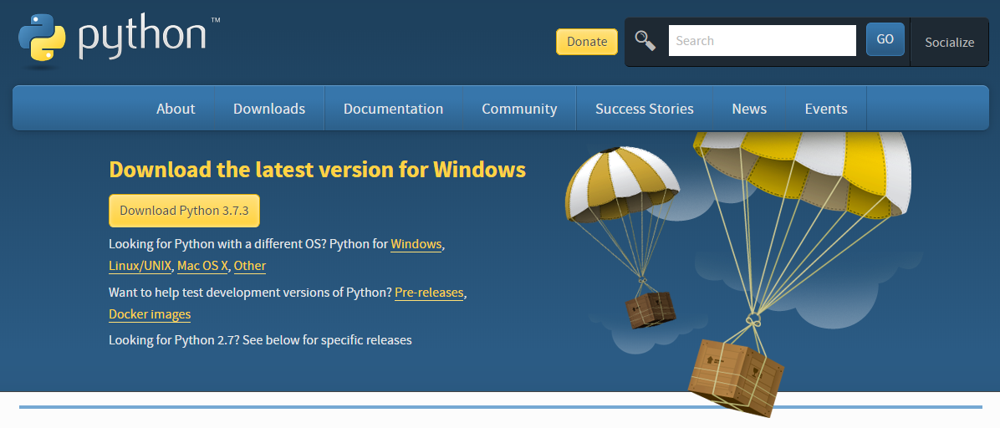 python™
Donate
Search
GO
Socialize
About Downloads Documentation Community Success Stories News Events
Download the latest version for Windows
Download Python 3.7.3
Looking for Python with a different OS? Python for Windows,
Linux/UNIX, Mac OS X, Other
Want to help test development versions of Python? Pre-releases,
Docker images
Looking for Python 2.7? See below for specific releases